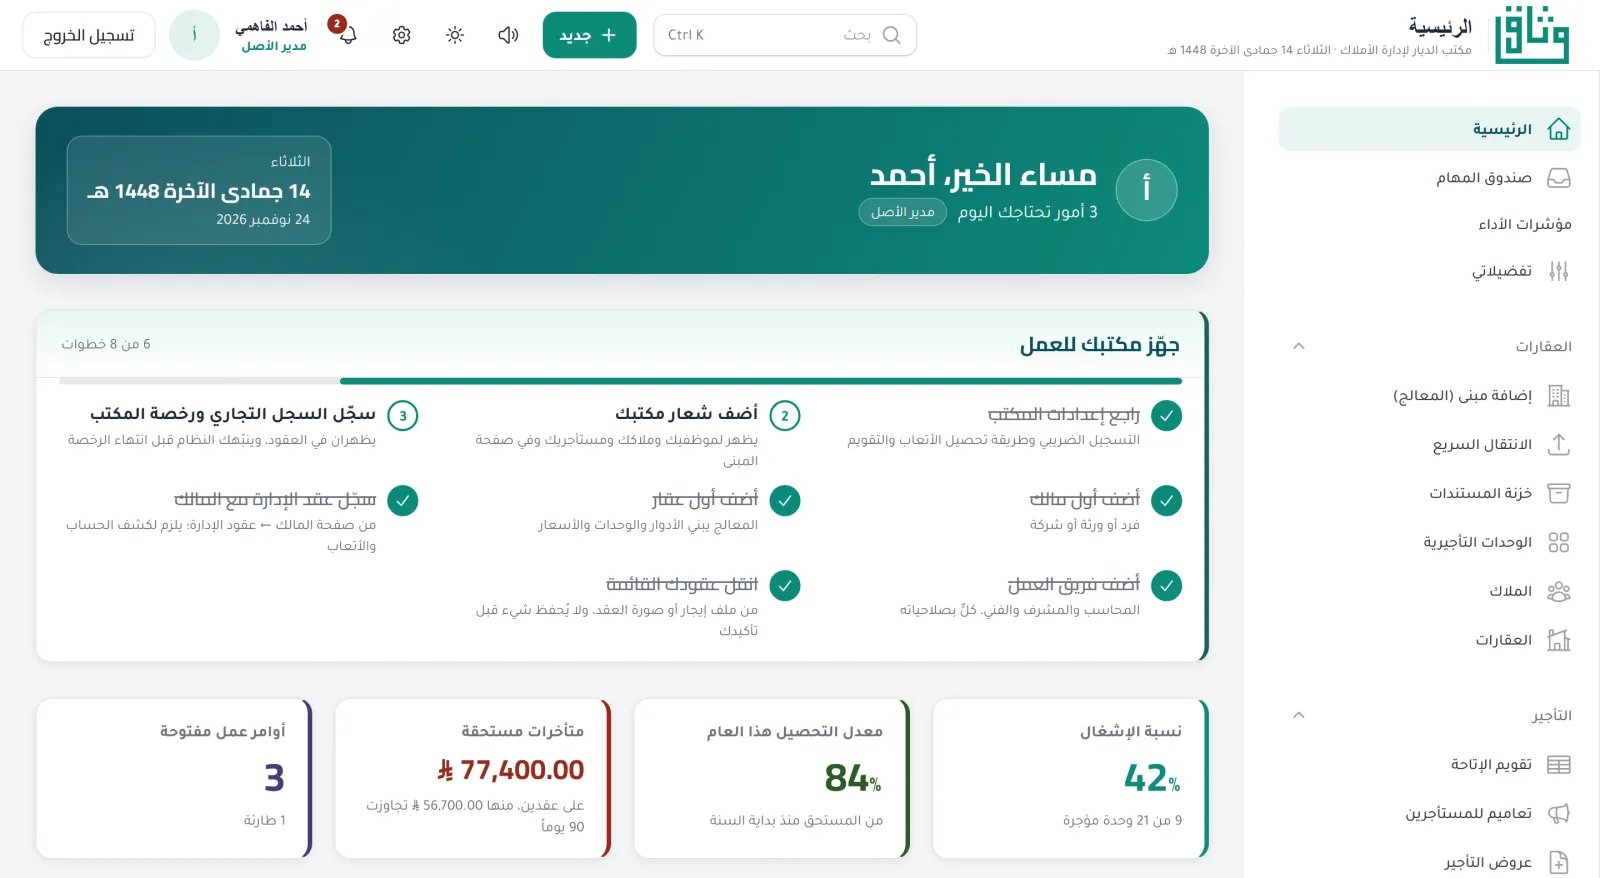 وثاق
الرئيسية
مكتب الديار لإدارة الأملاك · الثلاثاء 14 جمادى الآخرة 1448 هـ
بحث
Ctrl K
+ جديد
2
أحمد الفاهمي
مدير الأصل
أ
تسجيل الخروج
الرئيسية
صندوق المهام
مؤشرات الأداء
تفضيلاتي
العقارات
إضافة مبنى (المعالج)
الانتقال السريع
خزنة المستندات
الوحدات التأجيرية
الملاك
العقارات
التأجير
تقويم الإتاحة
تعاميم للمستأجرين
عروض التأجير
أ
مساء الخير، أحمد
3 أمور تحتاجك اليوم
مدير الأصل
الثلاثاء
14 جمادى الآخرة 1448 هـ
24 نوفمبر 2026
جهّز مكتبك للعمل
6 من 8 خطوات
راجع إعدادات المكتب
التسجيل الضريبي وطريقة تحصيل الأتعاب والتقويم
2
أضف شعار مكتبك
يظهر لموظفيك وملاكك ومستأجريك وفي صفحة
المبنى
3
سجّل السجل التجاري ورخصة المكتب
يظهران في العقود، وينبّهك النظام قبل انتهاء الرخصة
أضف أول مالك
فرد أو ورثة أو شركة
أضف أول عقار
المعالج يبني الأدوار والوحدات والأسعار
سجّل عقد الإدارة مع المالك
من صفحة المالك ← عقود الإدارة؛ يلزم لكشف الحساب
والأتعاب
أضف فريق العمل
المحاسب والمشرف والفني، كلٌّ بصلاحياته
انقل عقودك القائمة
من ملف إيجار أو صورة العقد، ولا يُحفظ شيء قبل
تأكيدك
نسبة الإشغال
42%
9 من 21 وحدة مؤجرة
معدل التحصيل هذا العام
84%
من المستحق منذ بداية السنة
متأخرات مستحقة
77,400.00 ⃁
على عقدين، منها 56,700.00 ⃁ تجاوزت
90 يوماً
أوامر عمل مفتوحة
3
1 طارئة